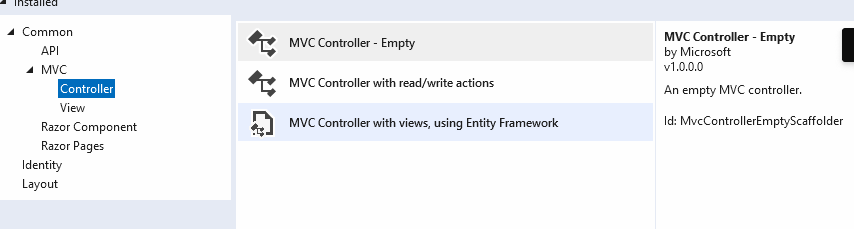 Installed
Common
API
MVC
Controller
View
Razor Component
Razor Pages
Identity
Layout
MVC Controller - Empty
MVC Controller with read/write actions
MVC Controller with views, using Entity Framework
MVC Controller - Empty
by Microsoft
v1.0.0.0
An empty MVC controller.
Id: MvcControllerEmptyScaffolder